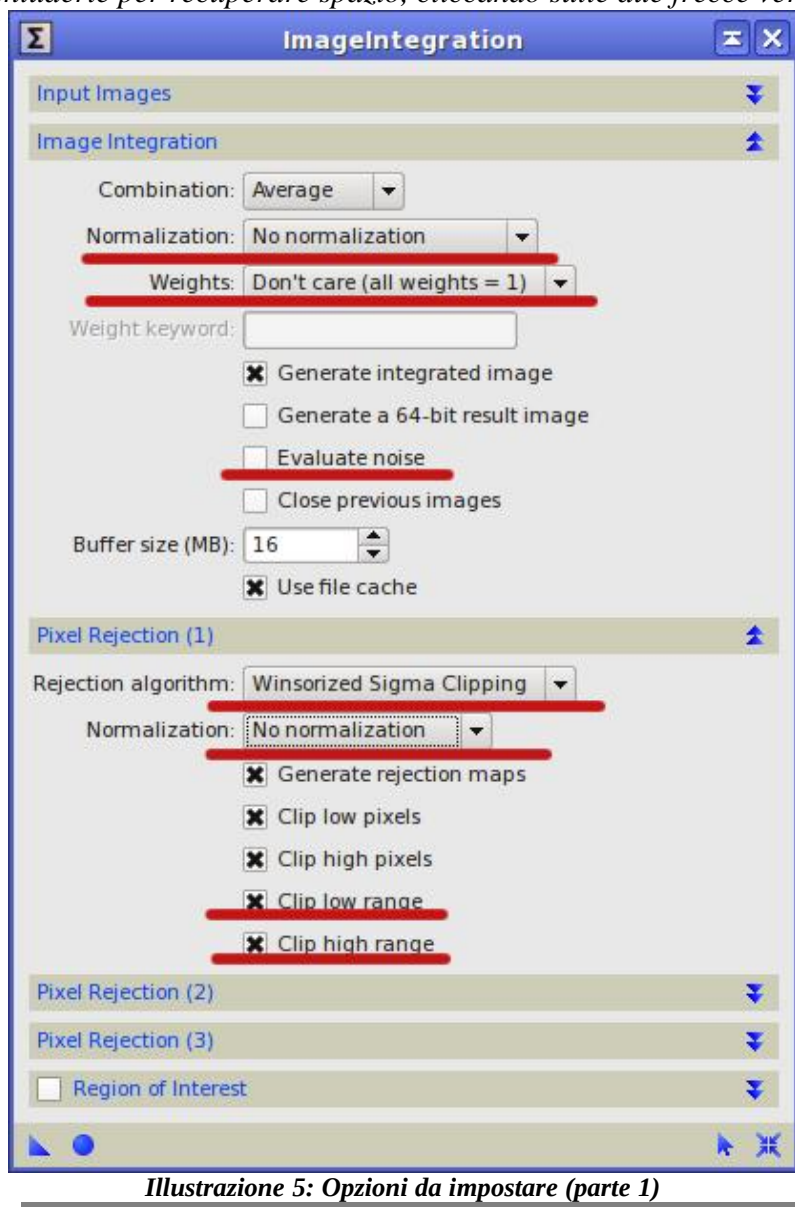 per recuperare spazio,
ImageIntegration
Input Images
Image Integration
Combination: Average
Normalization: No normalization
Weights: Don't care (all weights = 1)
Weight keyword:
Generate integrated image
Generate a 64-bit result image
Evaluate noise
Close previous images
Buffer size (MB): 16
Use file cache
Pixel Rejection (1)
Rejection algorithm: Winsorized Sigma Clipping
Normalization: No normalization
Generate rejection maps
Clip low pixels
Clip high pixels
Clip low range
Clip high range
Pixel Rejection (2)
Pixel Rejection (3)
Region of Interest
Illustrazione 5: Opzioni da impostare (parte 1)